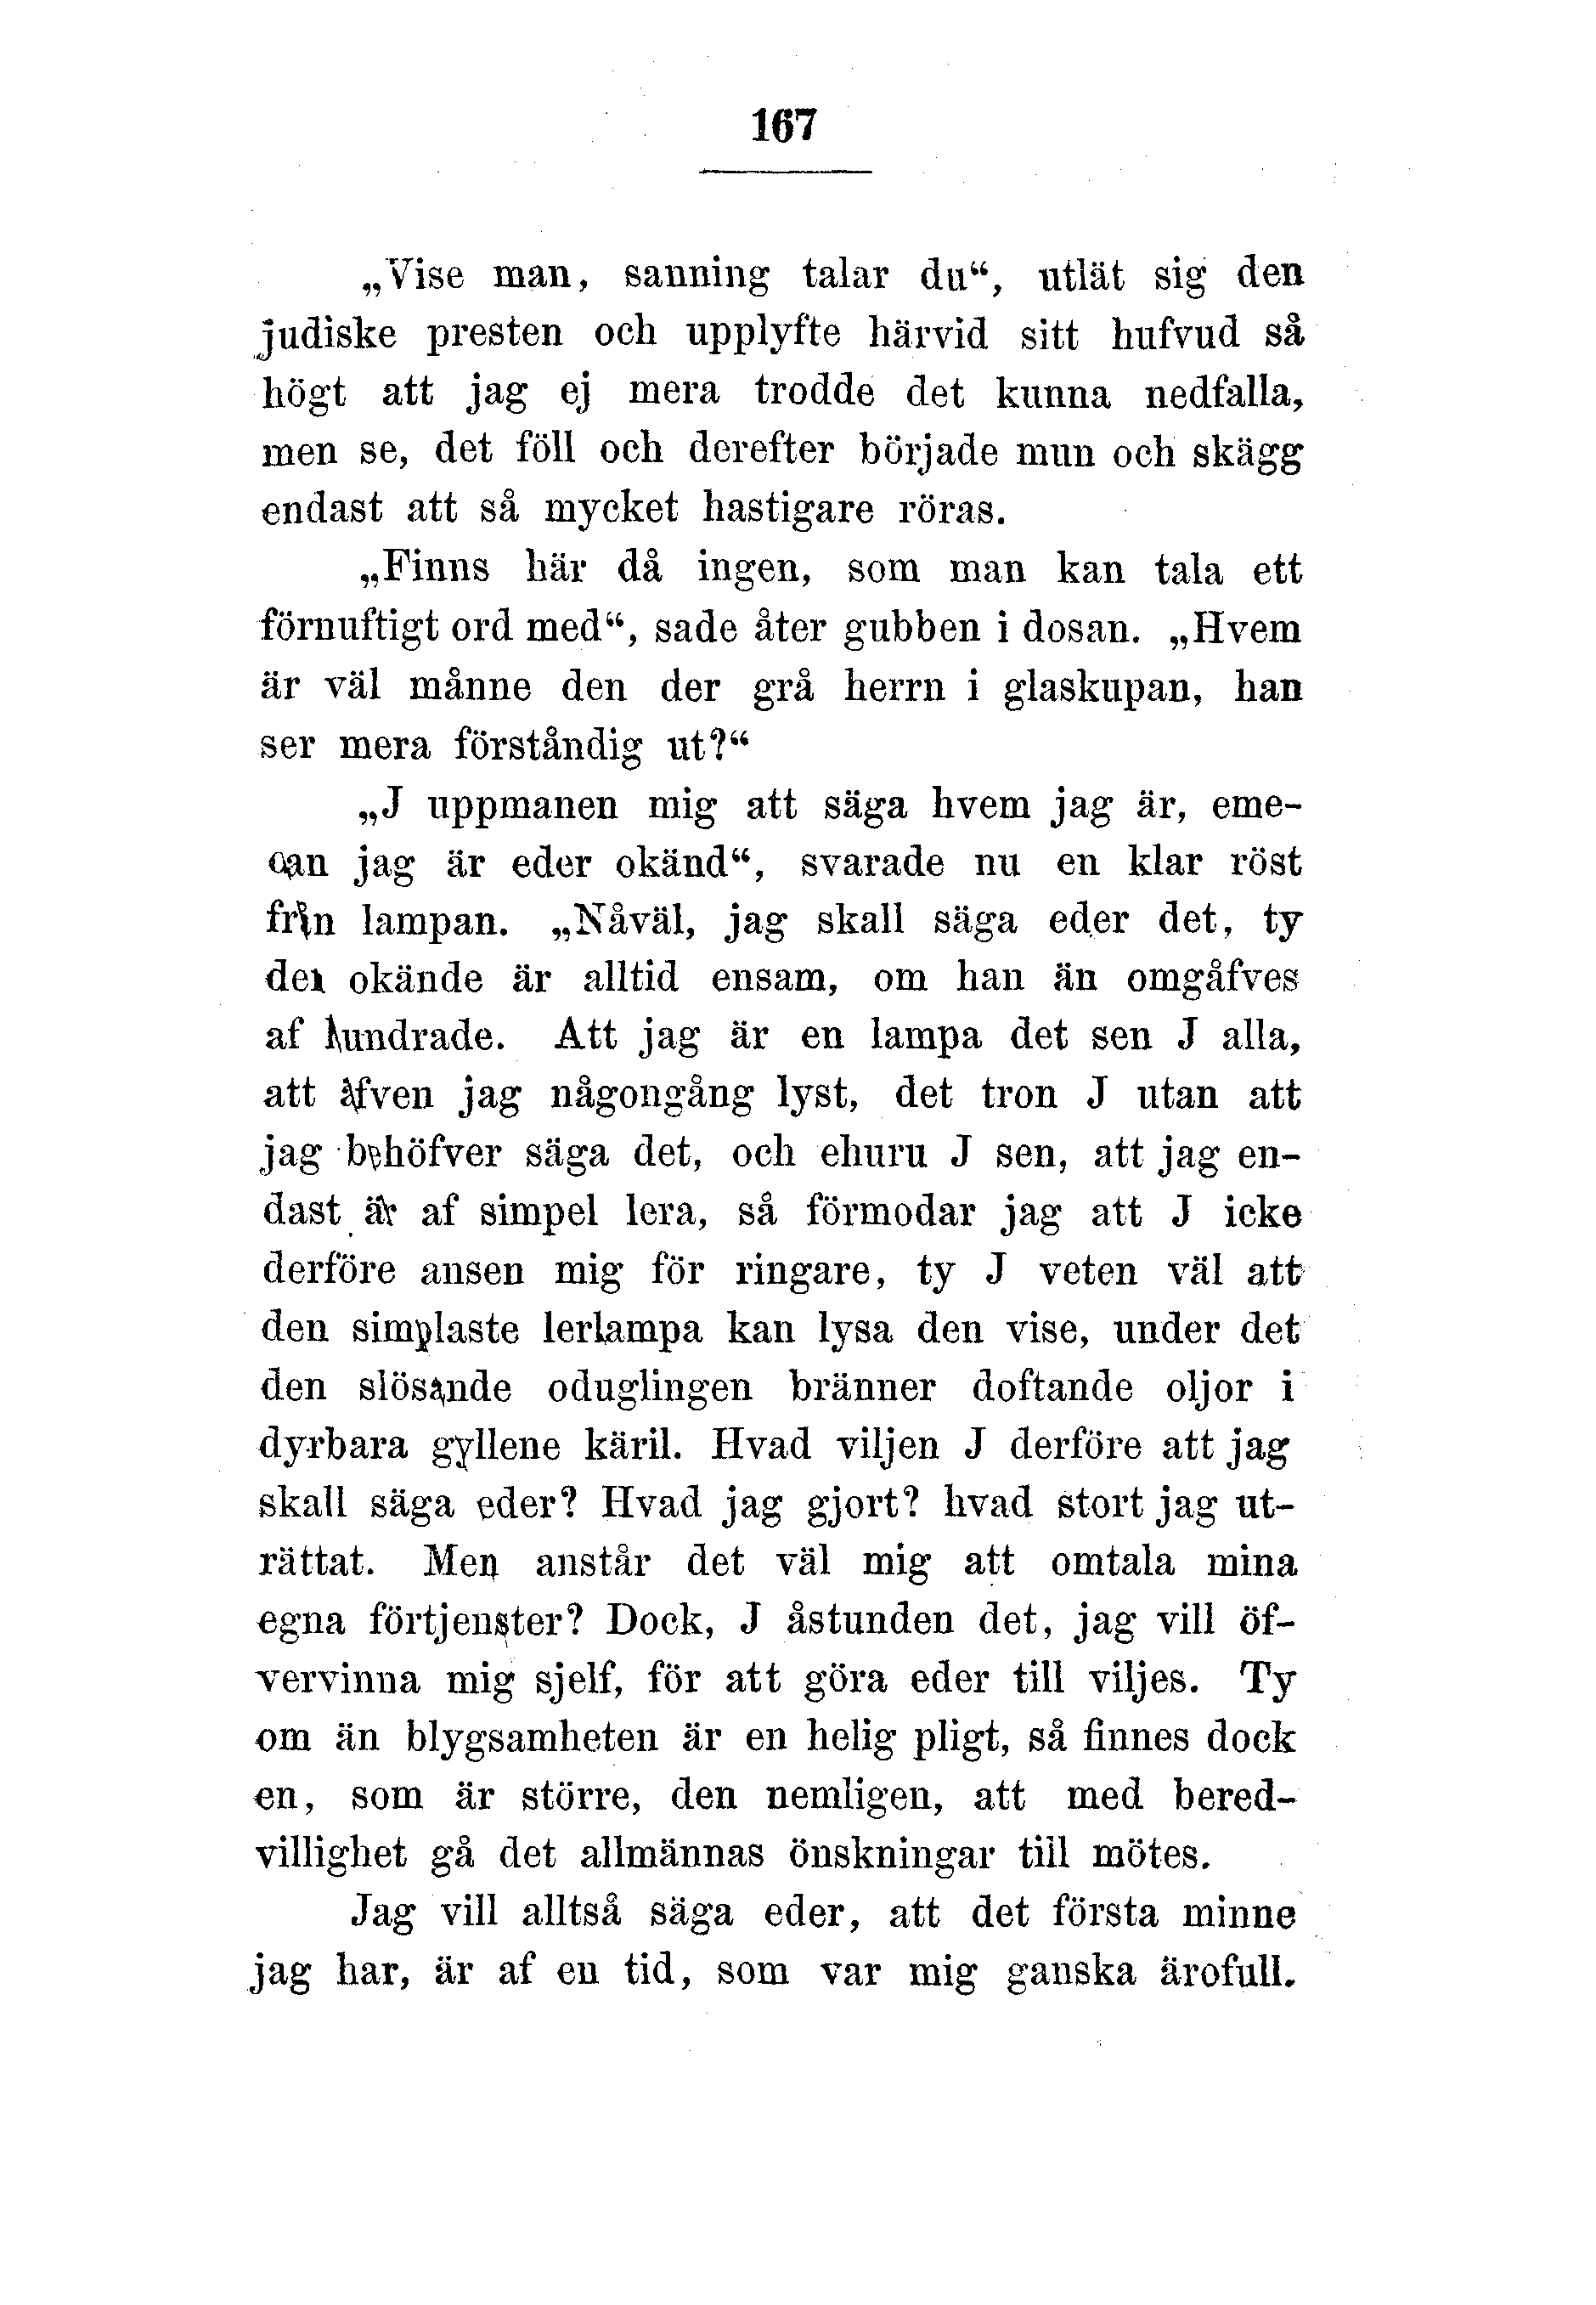 167
„Vise man, sanning talar du“, utlät sig den
judiske presten och upplyfte härvid sitt hufvud så
högt att jag ej mera trodde det kunna nedfalla,
men se, det föll och derefter började mun och skägg
endast att så mycket hastigare röras.
„Finns här då ingen, som man kan tala ett
förnuftigt ord med“, sade åter gubben i dosan. „Hvem
är väl månne den der grå herrn i glaskupan, han
ser mera förståndig ut?“
„J uppmanen mig att säga hvem jag är, eme-
dan jag är eder okänd“, svarade nu en klar röst
från lampan. „Nåväl, jag skall säga eder det, ty
den okände är alltid ensam, om han än omgåfves
af hundrade. Att jag är en lampa det sen J alla,
att äfven jag någongång lyst, det tron J utan att
jag behöfver säga det, och ehuru J sen, att jag en-
dast är af simpel lera, så förmodar jag att J icke
derföre ansen mig för ringare, ty J veten väl att
den simplaste lerlampa kan lysa den vise, under det
den slösande oduglingen bränner doftande oljor i
dyrbara gyllene käril. Hvad viljen J derföre att jag
skall säga eder? Hvad jag gjort? hvad stort jag ut-
rättat. Men anstår det väl mig att omtala mina
egna förtjenster? Dock, J åstunden det, jag vill öf-
vervinna mig sjelf, för att göra eder till viljes. Ty
om än blygsamheten är en helig pligt, så finnes dock
en, som är större, den nemligen, att med bered-
villighet gå det allmännas önskningar till mötes.
Jag vill alltså säga eder, att det första minne
jag har, är af en tid, som var mig ganska ärofull.